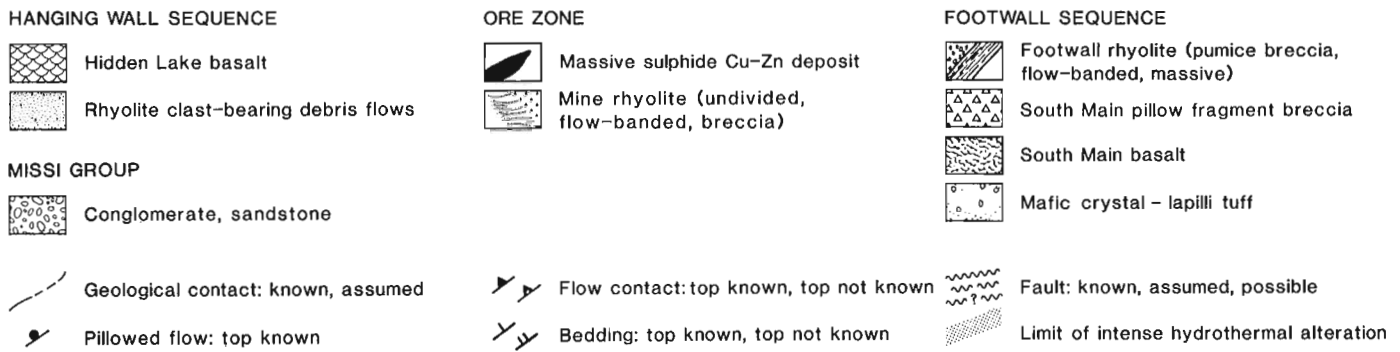 HANGING WALL SEQUENCE
Hidden Lake basalt
Rhyolite clast-bearing debris flows
MISSI GROUP
Conglomerate, sandstone
Geological contact: known, assumed
Pillowed flow: top known
ORE ZONE
Massive sulphide Cu-Zn deposit
Mine rhyolite (undivided,
flow-banded, breccia)
Flow contact: top known, top not known
Bedding: top known, top not known
FOOTWALL SEQUENCE
Footwall rhyolite (pumice breccia,
flow-banded, massive)
South Main pillow fragment breccia
South Main basalt
Mafic crystal - lapilli tuff
?
Fault: known, assumed, possible
Limit of intense hydrothermal alteration